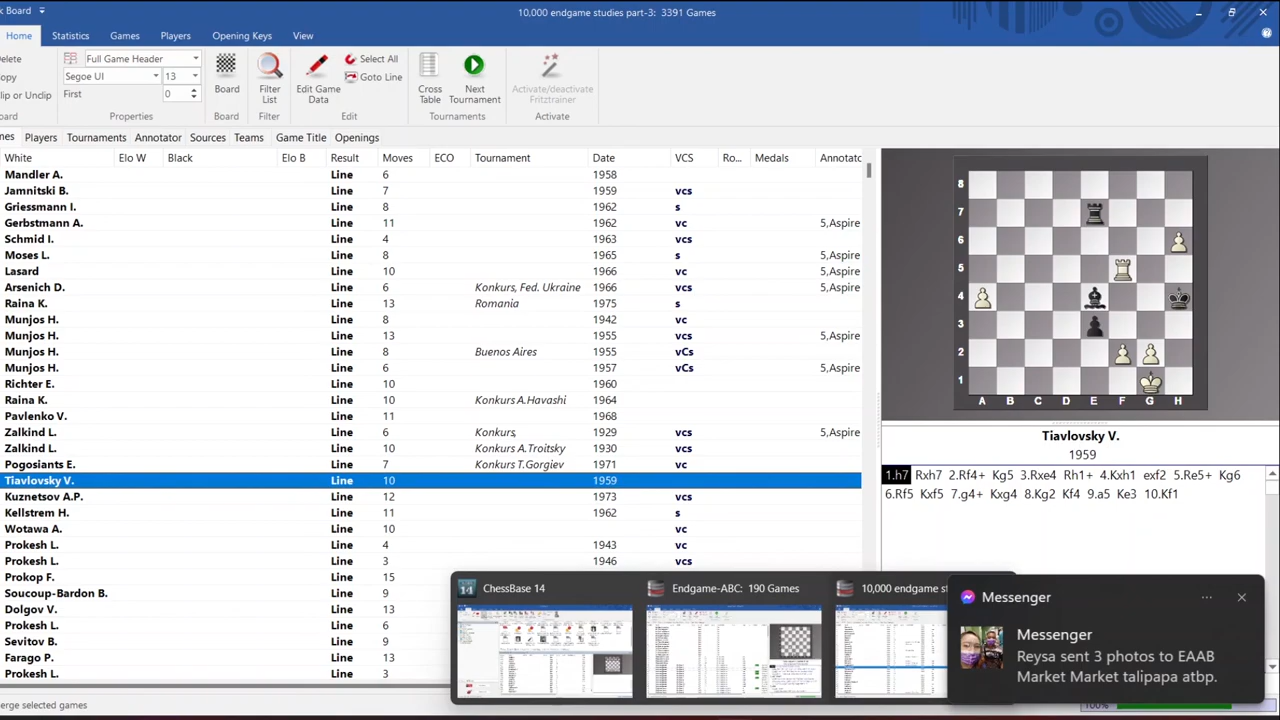 k Board
10,000 endgame studies part-3: 3391 Games
Home Statistics Games Players Opening Keys View
Delete
opy
lip or Unclip
oard
Full Game Header
Segoe UI 13
First 0
Properties
Board
Board
Filter List
Filter
Edit Game Data
Select All
Goto Line
Edit
Cross Table
Next Tournament
Tournaments
Activate/deactivate Fritztrainer
Activate
mes Players Tournaments Annotator Sources Teams Game Title Openings
White Elo W Black Elo B Result Moves ECO Tournament Date VCS Ro... Medals Annotato
Mandler A. Line 6 1958
Jamnitski B. Line 7 1959 vcs
Griessmann I. Line 8 1962 s
Gerbstmann A. Line 11 1962 vc 5,Aspire
Schmid I. Line 4 1963 vcs
Moses L. Line 8 1965 s 5,Aspire
Lasard Line 10 1966 vc 5,Aspire
Arsenich D. Line 6 Konkurs, Fed. Ukraine 1966 vcs 5,Aspire
Raina K. Line 13 Romania 1975 s
Munjos H. Line 8 1942 vc
Munjos H. Line 13 1955 vcs 5,Aspire
Munjos H. Line 8 Buenos Aires 1955 vCs
Munjos H. Line 6 1957 vCs 5,Aspire
Richter E. Line 10 1960
Raina K. Line 10 Konkurs A.Havashi 1964
Pavlenko V. Line 11 1968
Zalkind L. Line 6 Konkurs, 1929 vcs 5,Aspire
Zalkind L. Line 10 Konkurs A.Troitsky 1930 vcs
Pogosiants E. Line 7 Konkurs T.Gorgiev 1971 vc
Tiavlovsky V. Line 10 1959
Kuznetsov A.P. Line 12 1973 vcs
Kellstrem H. Line 11 1962 s
Wotawa A. Line 10 vc
Prokesh L. Line 4 1943 vc
Prokesh L. Line 3 1946 vcs
Prokop F. Line 15
Soucoup-Bardon B. Line 9
Dolgov V. Line 13
Prokesh L. Line 6
Sevitov B. Line 4
Farago P. Line 13
Prokesh L. Line 3
erge selected games
8
7
6
5
4
3
2
1
A B C D E F G H
Tiavlovsky V.
1959
1.h7 Rxh7 2.Rf4+ Kg5 3.Rxe4 Rh1+ 4.Kxh1 exf2 5.Re5+ Kg6
6.Rf5 Kxf5 7.g4+ Kxg4 8.Kg2 Kf4 9.a5 Ke3 10.Kf1
14 ChessBase 14
Endgame-ABC: 190 Games
10,000 endgame st
Messenger
Messenger
Reysa sent 3 photos to EAAB
Market Market talipapa atbp.
100%